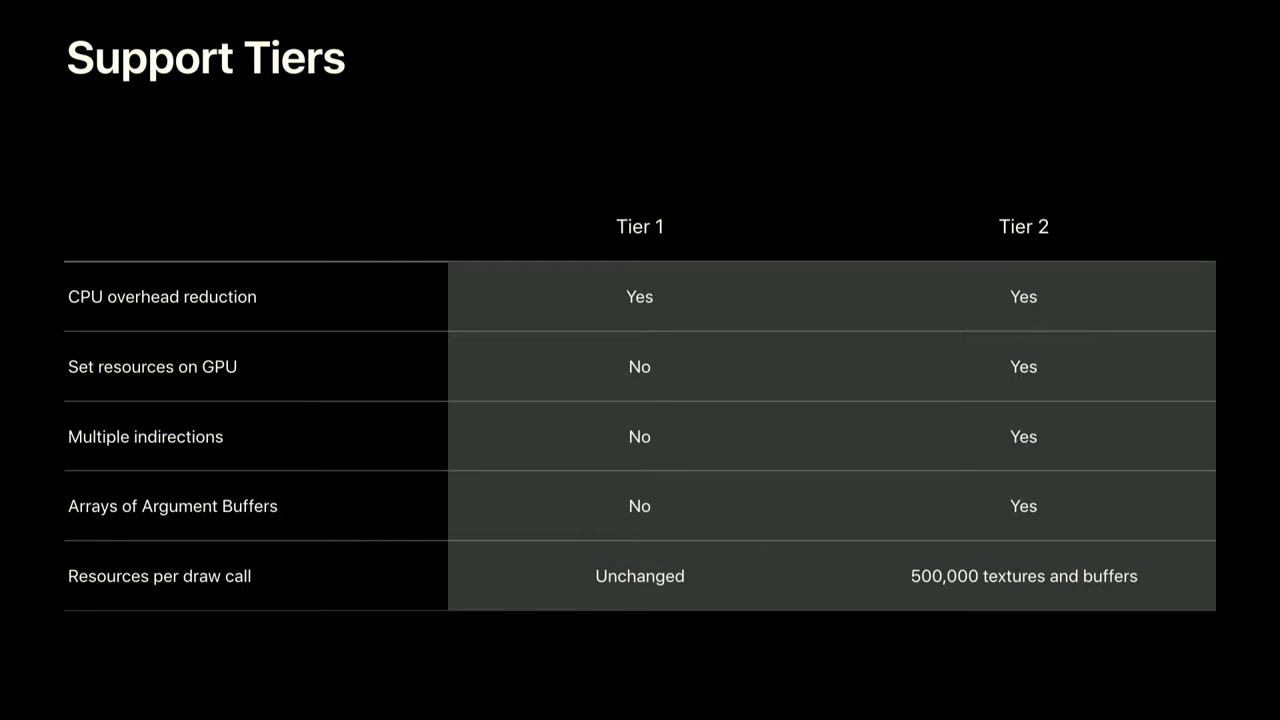 Support Tiers
Tier 1 Tier 2
CPU overhead reduction Yes Yes
Set resources on GPU No Yes
Multiple indirections No Yes
Arrays of Argument Buffers No Yes
Resources per draw call Unchanged 500,000 textures and buffers